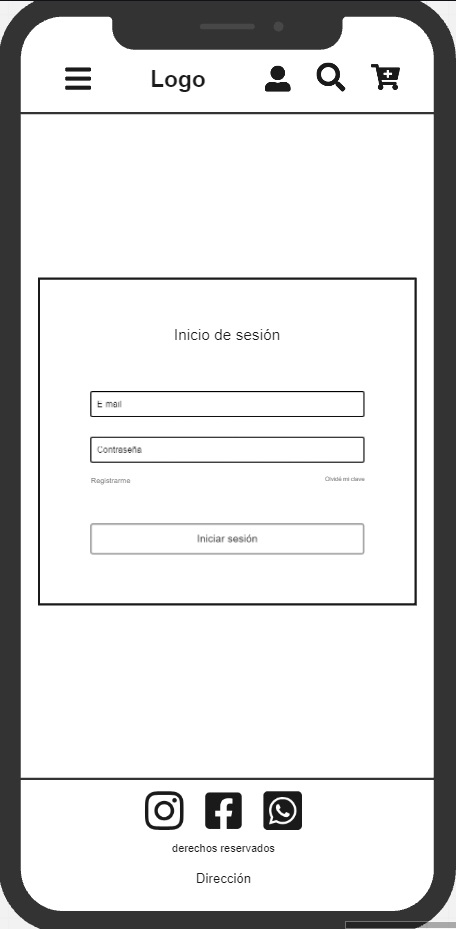 Logo
Inicio de sesión
E mail
Contraseña
Registrarme
Olvidé mi clave
Iniciar sesión
derechos reservados
Dirección